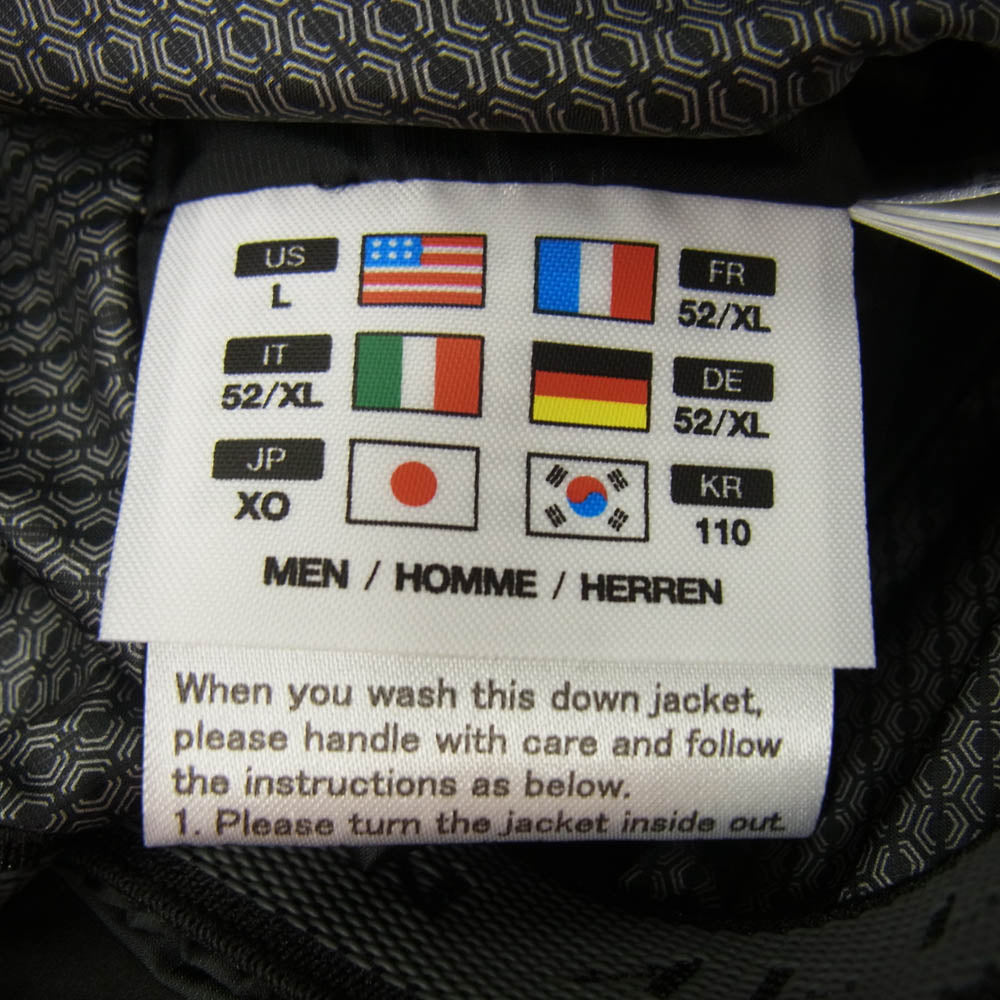 US FR
L 52/XL
IT DE
52/XL 52/XL
JP KR
XO 110
MEN / HOMME / HERREN
When you wash this down jacket,
please handle with care and follow
the instructions as below.
1. Please turn the jacket inside out.